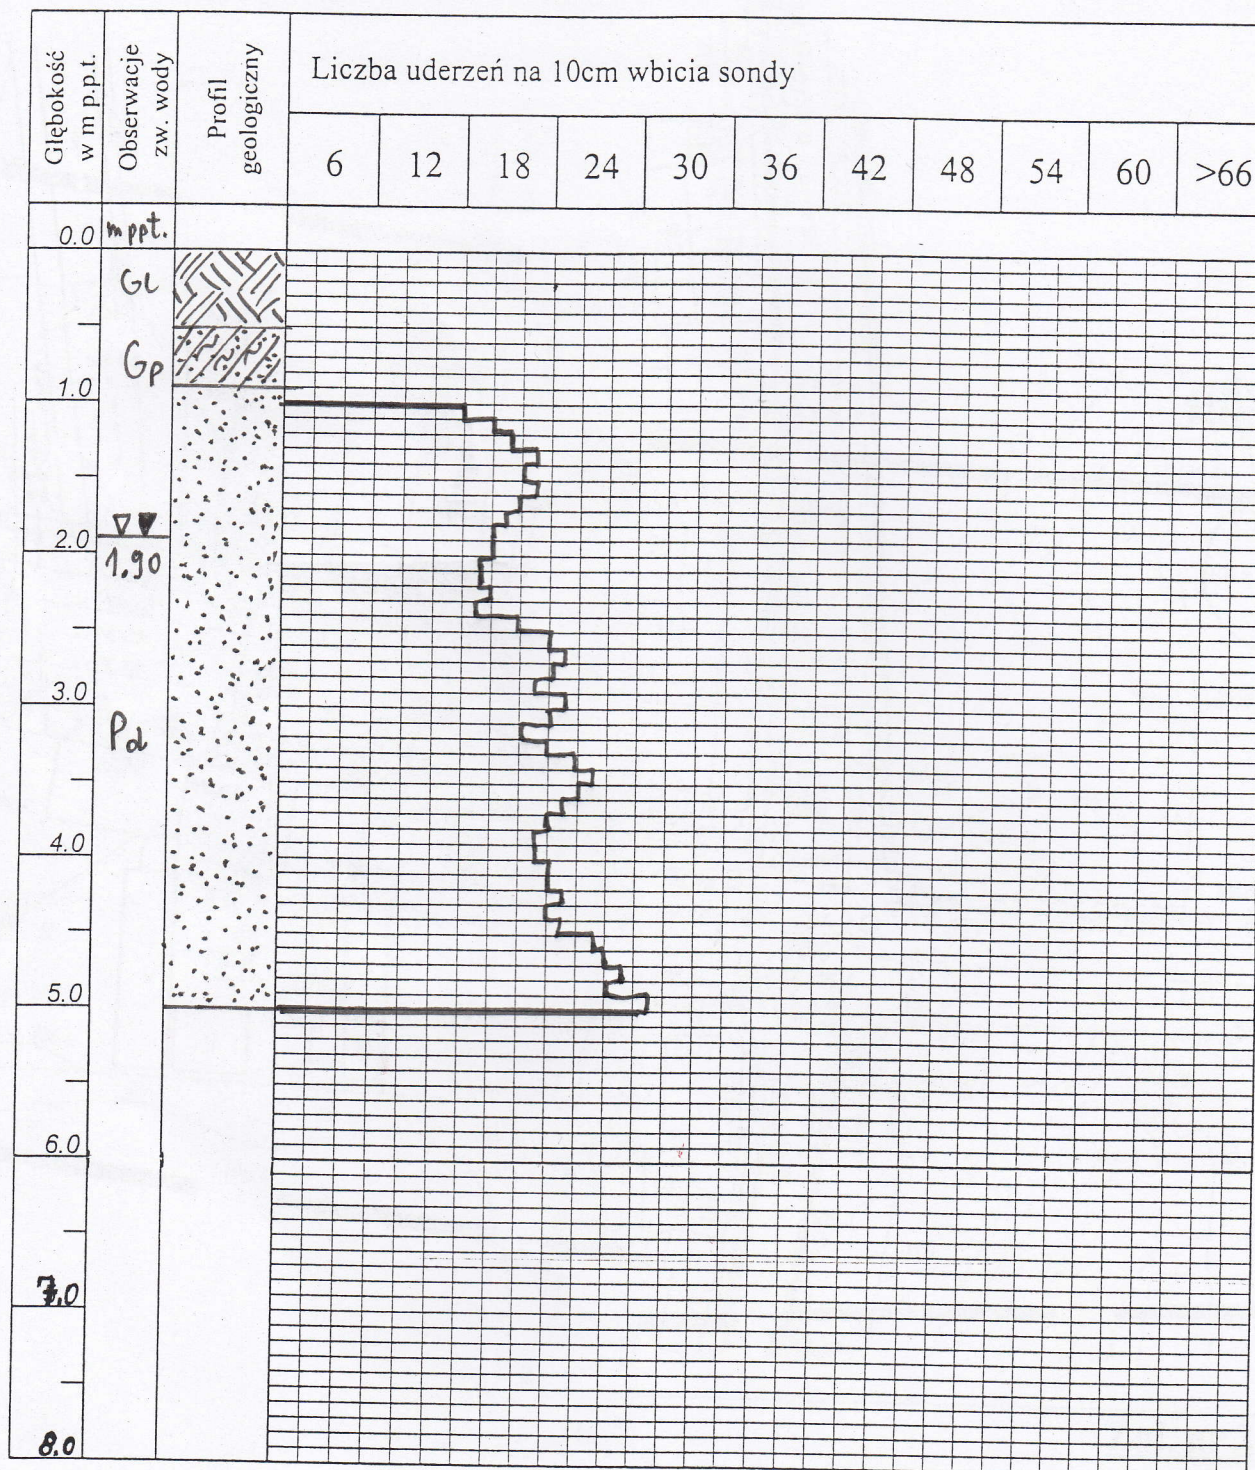 Głębokość
w m p.p.t.
Obserwacje
zw. wody
Profil
geologiczny
Liczba uderzeń na 10cm wbicia sondy
6 12 18 24 30 36 42 48 54 60 >66
0.0 m ppt.
Gł
Gp
1.0
2.0
1.90
3.0
Pd
4.0
5.0
6.0
7.0
8.0